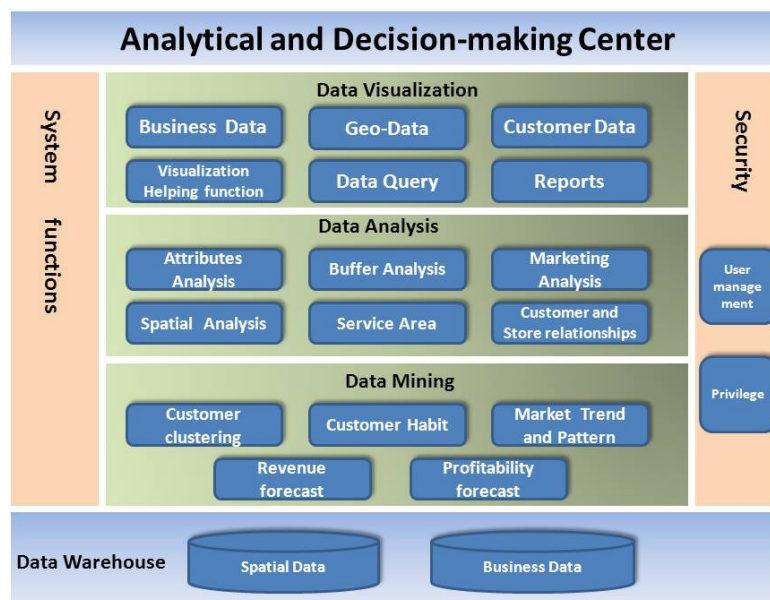 Analytical and Decision-making Center
System
functions
Data Visualization
Business Data
Geo-Data
Customer Data
Visualization
Helping function
Data Query
Reports
Data Analysis
Attributes
Analysis
Buffer Analysis
Marketing
Analysis
Spatial Analysis
Service Area
Customer and
Store relationships
Data Mining
Customer
clustering
Customer Habit
Market Trend
and Pattern
Revenue
forecast
Profitability
forecast
Security
User
manage
ment
Privilege
Data Warehouse
Spatial Data
Business Data